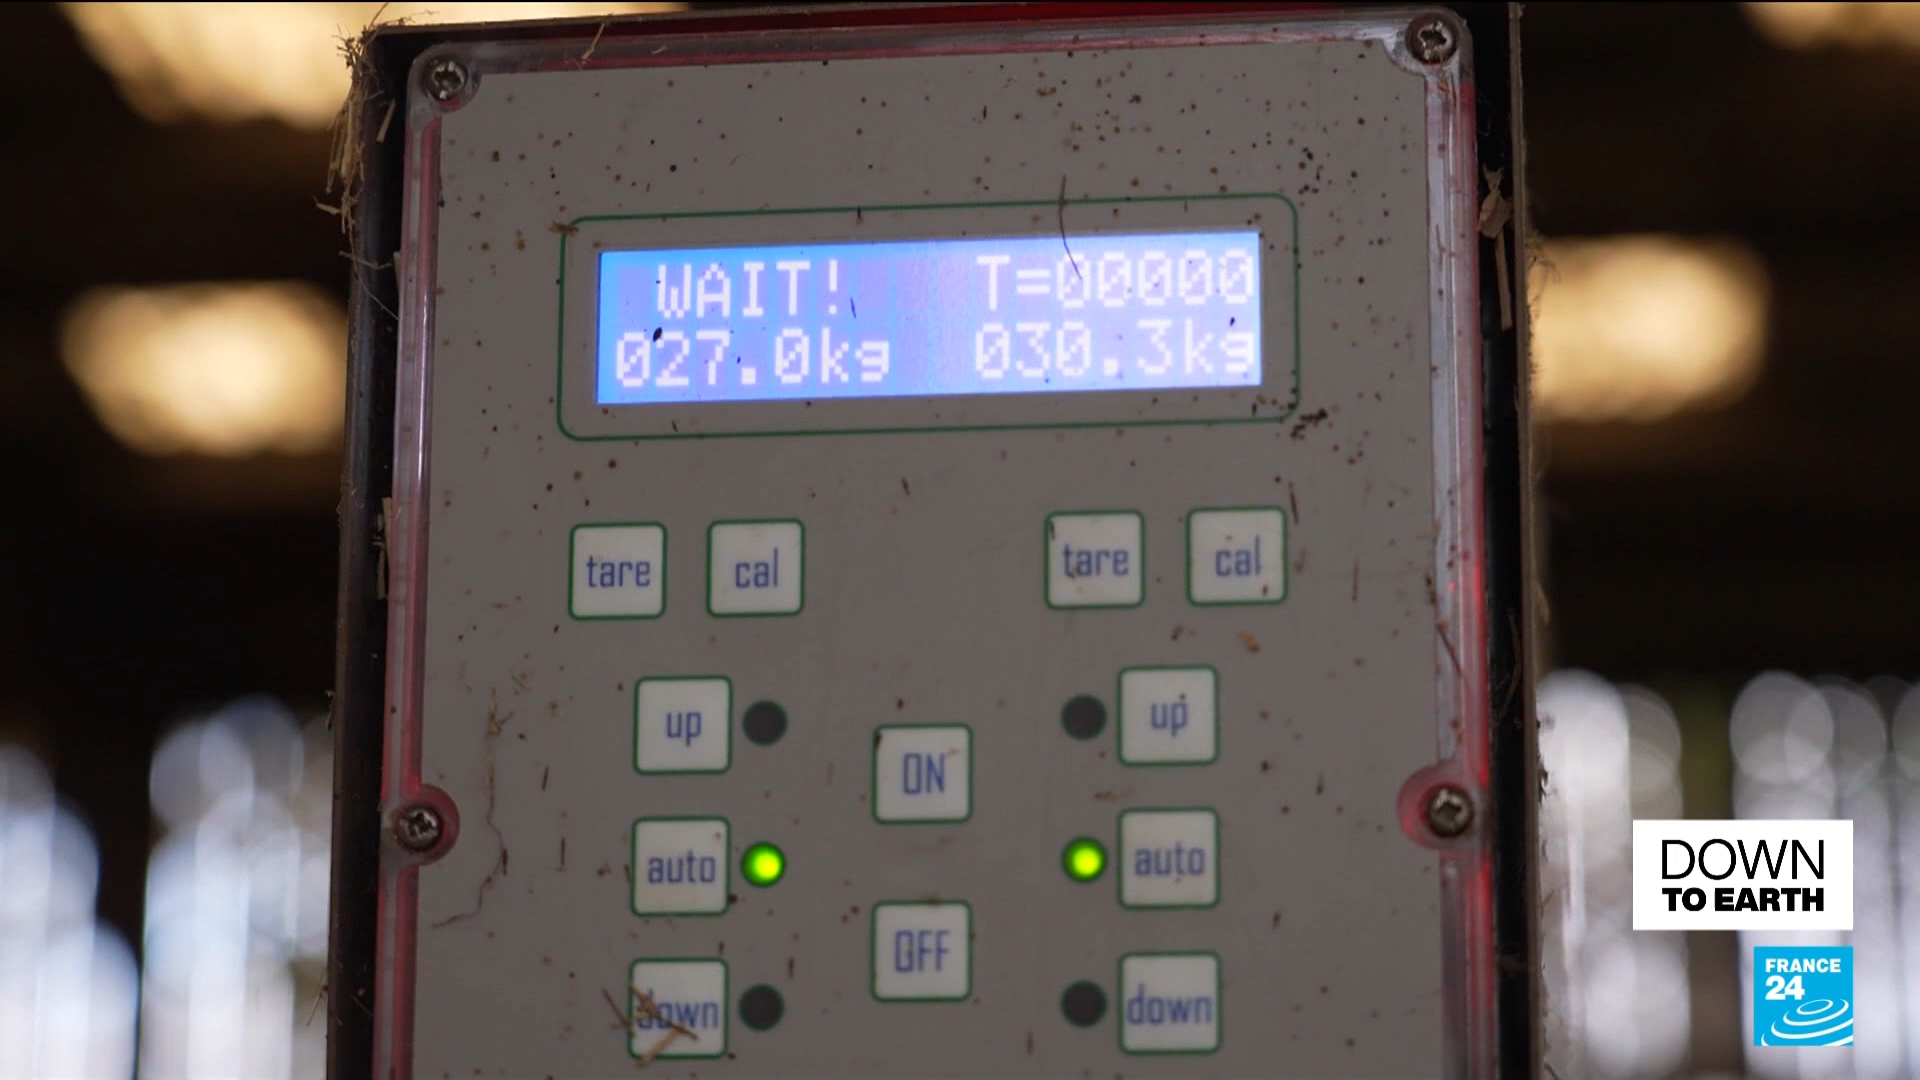 WAIT! T=00000
027.0kg 030.3kg
tare cal tare cal
up up
ON
auto auto
OFF
down down
DOWN
TO EARTH
FRANCE
24